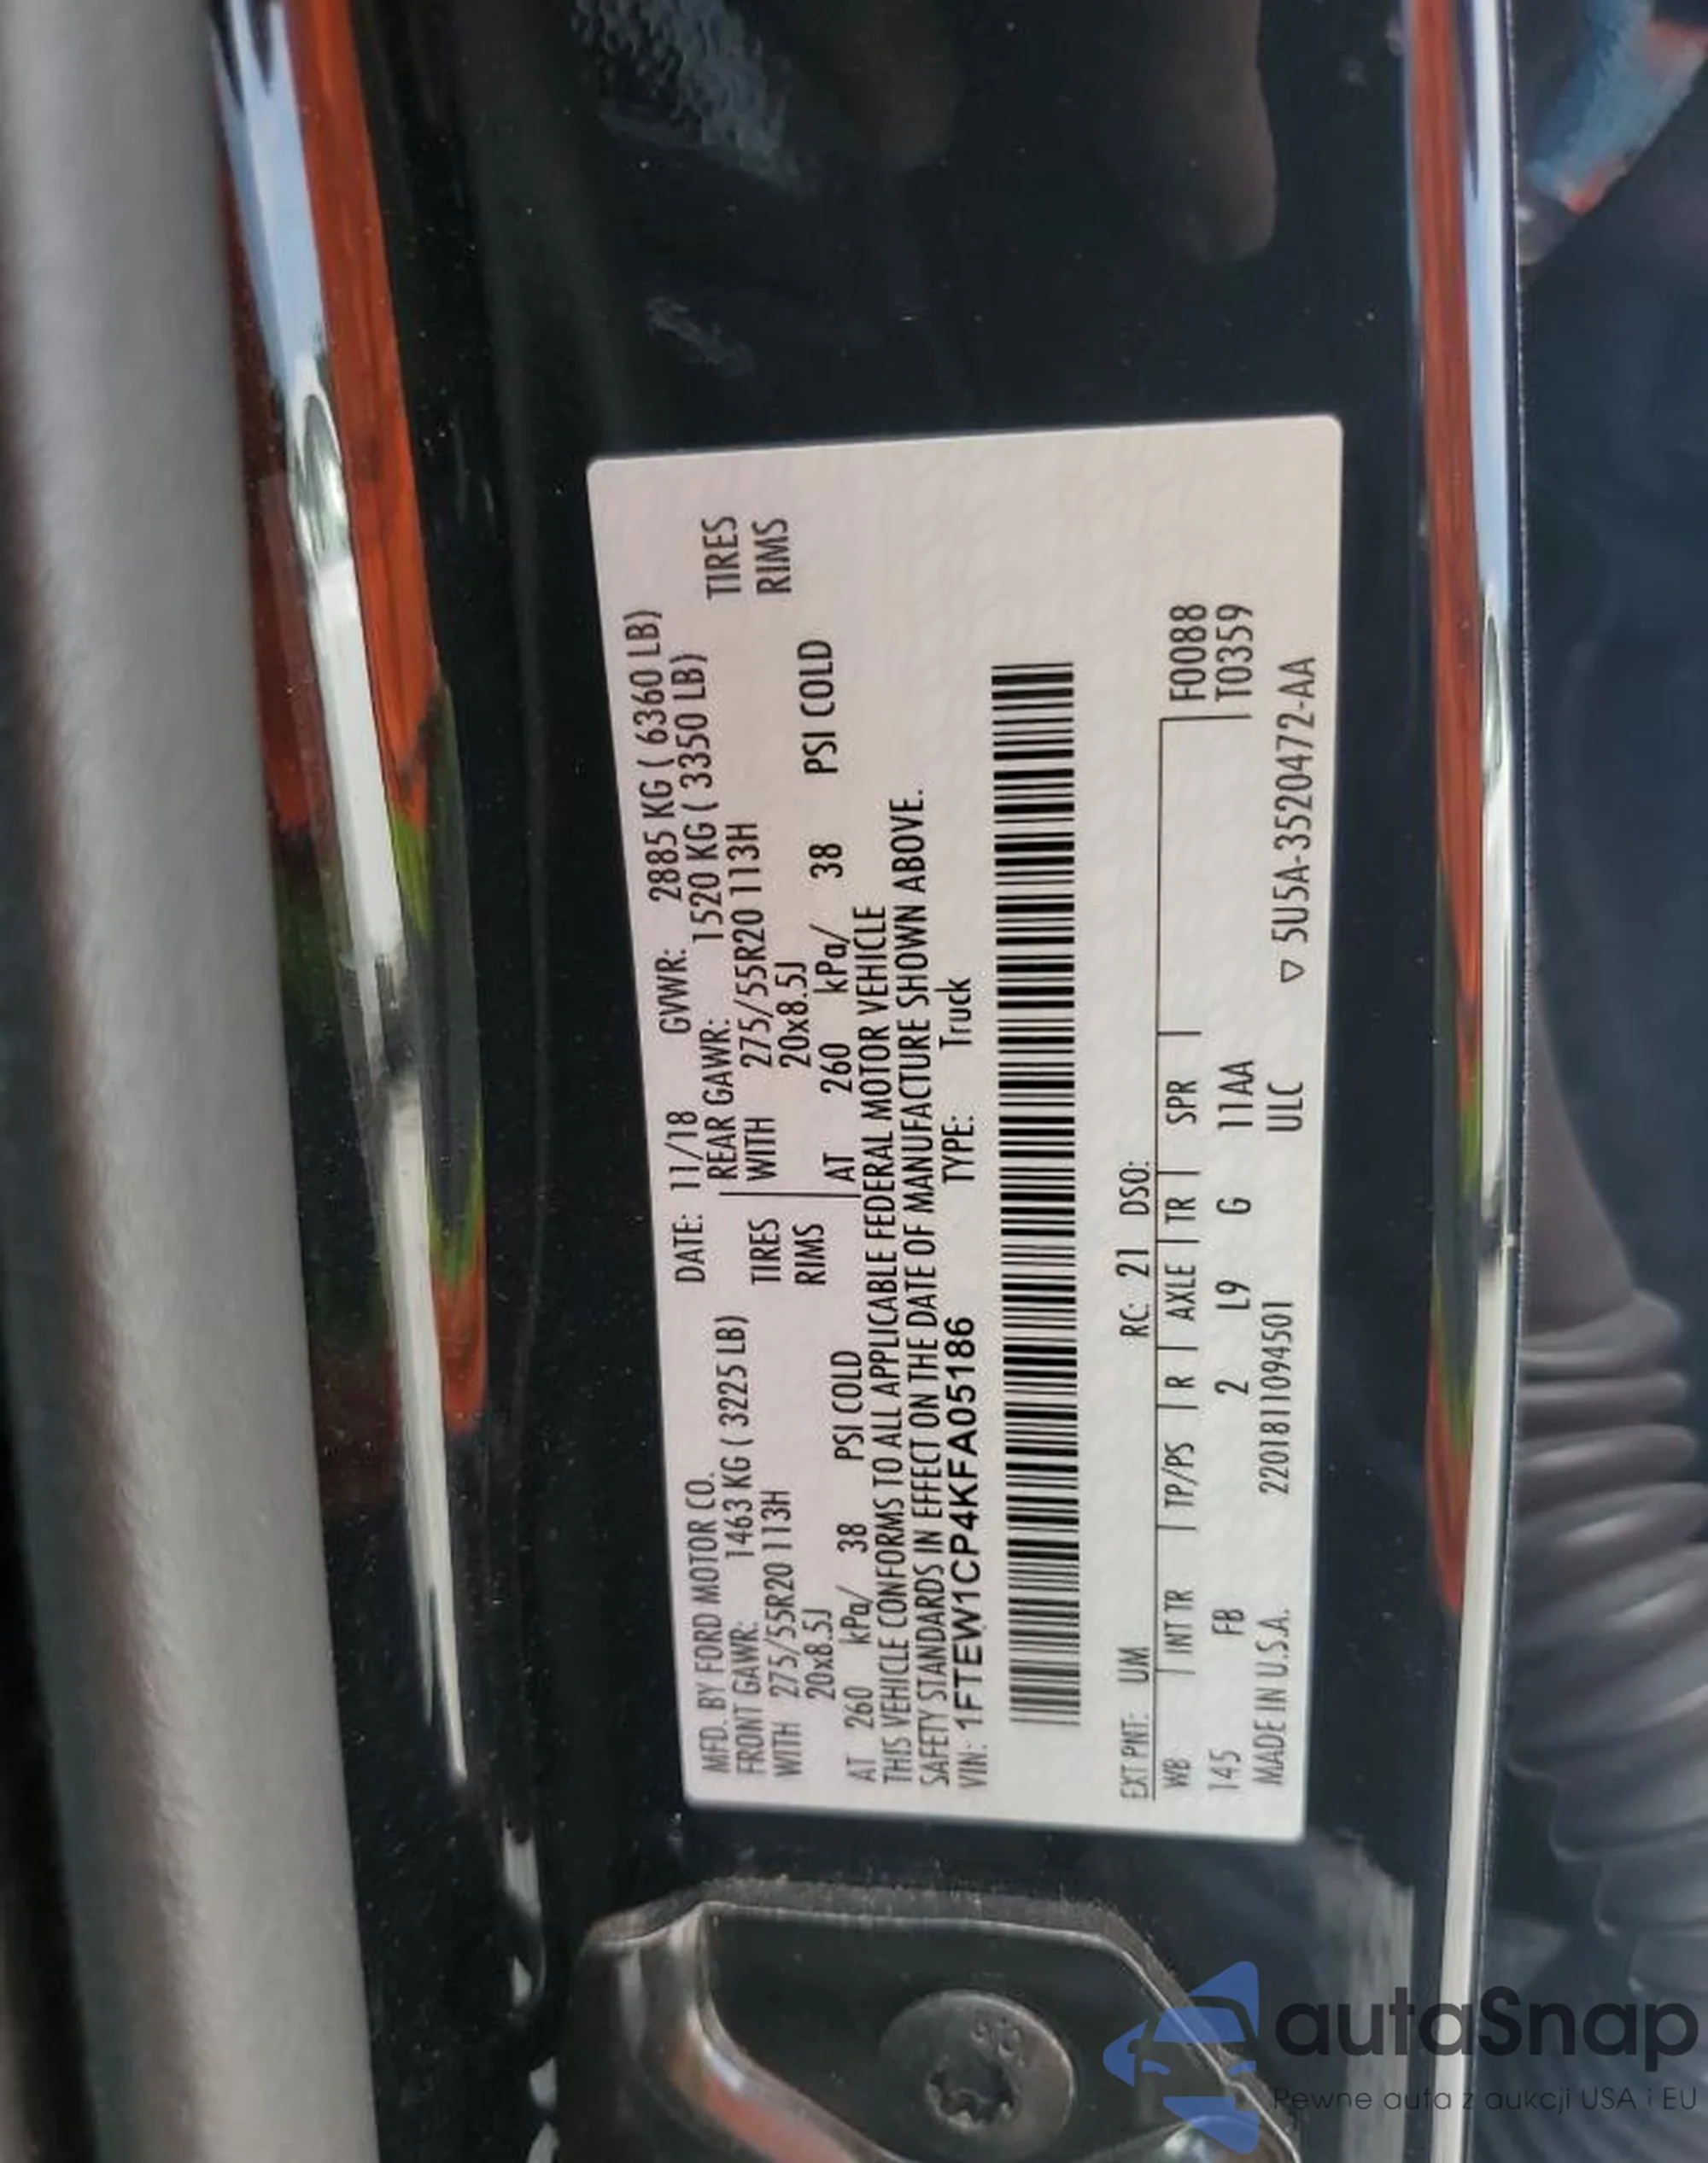 MFD. BY FORD MOTOR CO. DATE: 11/18 GVWR: 2885 KG ( 6360 LB)
FRONT GAWR: 1463 KG ( 3225 LB) REAR GAWR: 1520 KG ( 3350 LB)
WITH 275/55R20 113H TIRES WITH 275/55R20 113H TIRES
20x8.5J RIMS 20x8.5J RIMS
AT 260 kPa/ 38 PSI COLD AT 260 kPa/ 38 PSI COLD
THIS VEHICLE CONFORMS TO ALL APPLICABLE FEDERAL MOTOR VEHICLE
SAFETY STANDARDS IN EFFECT ON THE DATE OF MANUFACTURE SHOWN ABOVE.
VIN: 1FTEW1CP4KFA05186 TYPE: Truck
EXT PNT: UM RC: 21 DSO:
WB INT TR TP/PS R AXLE TR SPR F0088
145 FB 2 L9 G 11AA T0359
MADE IN U.S.A. 2201811094501 ULC ▽ 5U5A-3520472-AA
autaSnap
Pewne auta z aukcji USA i EU